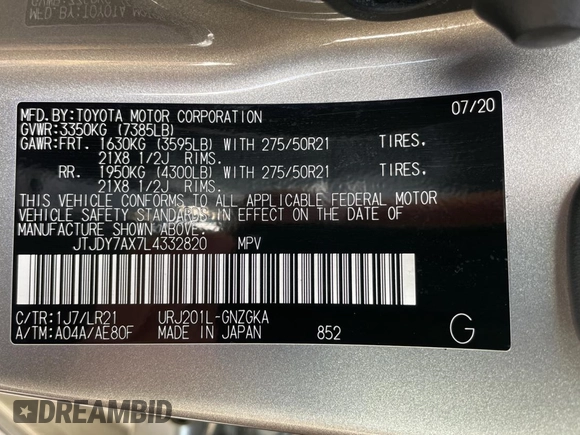 MFD.BY:TOYOTA MOTOR CORPORATION 07/20
GVWR:3350KG (7385LB)
GAWR:FRT. 1630KG (3595LB) WITH 275/50R21 TIRES,
21X8 1/2J RIMS.
RR. 1950KG (4300LB) WITH 275/50R21 TIRES,
21X8 1/2J RIMS.
THIS VEHICLE CONFORMS TO ALL APPLICABLE FEDERAL MOTOR
VEHICLE SAFETY STANDARDS IN EFFECT ON THE DATE OF
MANUFACTURE SHOWN ABOVE.
JTJDY7AX7L4332820 MPV
C/TR:1J7/LR21 URJ201L-GNZGKA
A/TM:A04A/AE80F MADE IN JAPAN 852 G
DREAMBID